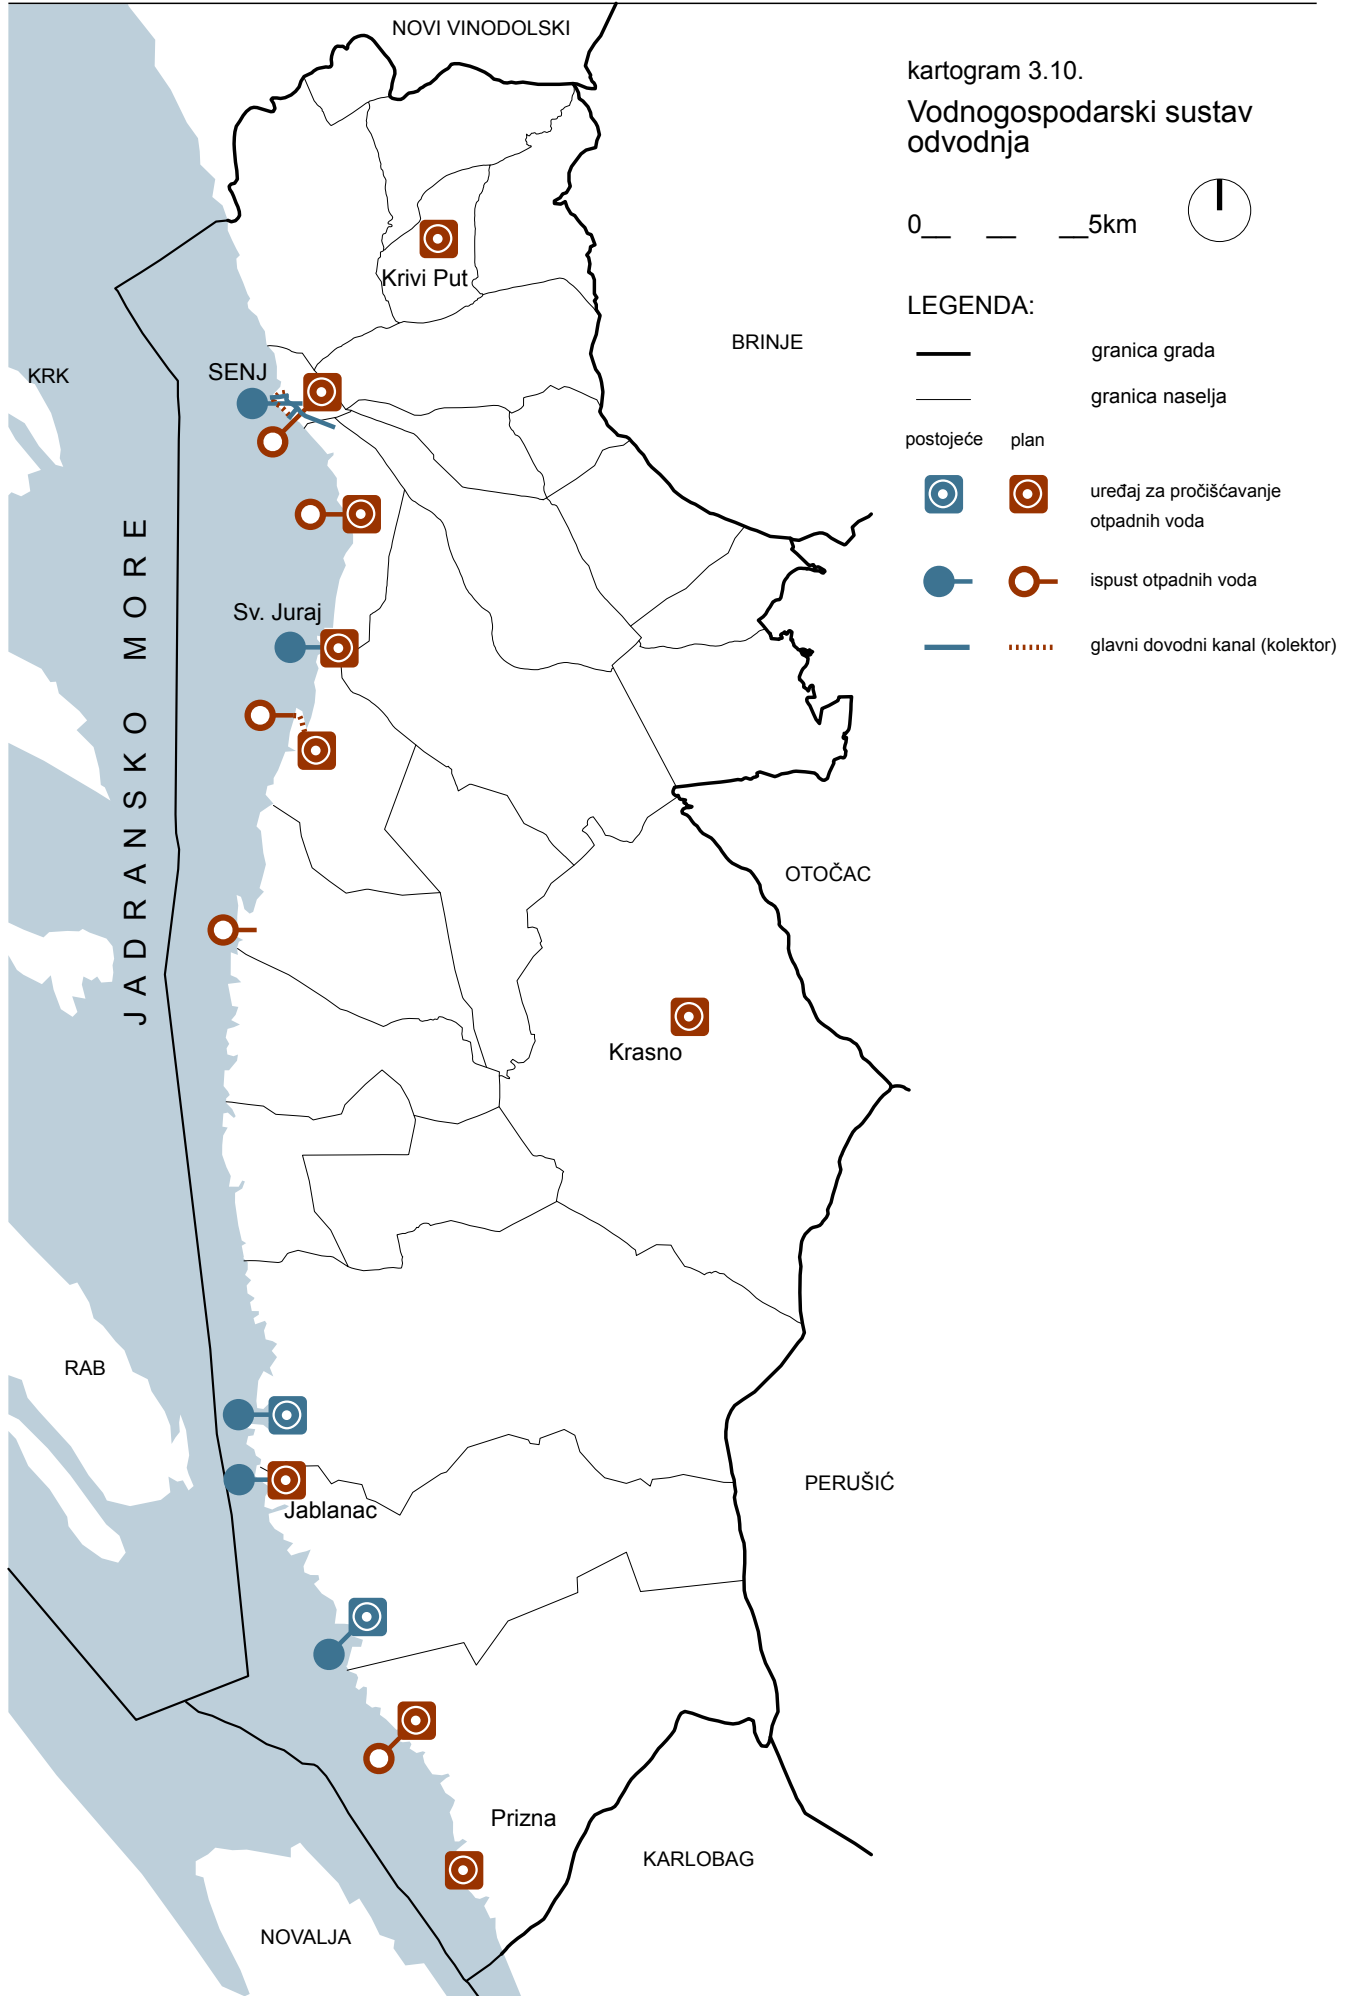 NOVI VINODOLSKI
kartogram 3.10.
Vodnogospodarski sustav
odvodnja
0__ __ __5km
LEGENDA:
granica grada
granica naselja
postojeće plan
uređaj za pročišćavanje
otpadnih voda
ispust otpadnih voda
glavni dovodni kanal (kolektor)
Krivi Put
BRINJE
KRK
SENJ
JADRANSKO MORE
Sv. Juraj
OTOČAC
Krasno
RAB
PERUŠIĆ
Jablanac
Prizna
KARLOBAG
NOVALJA